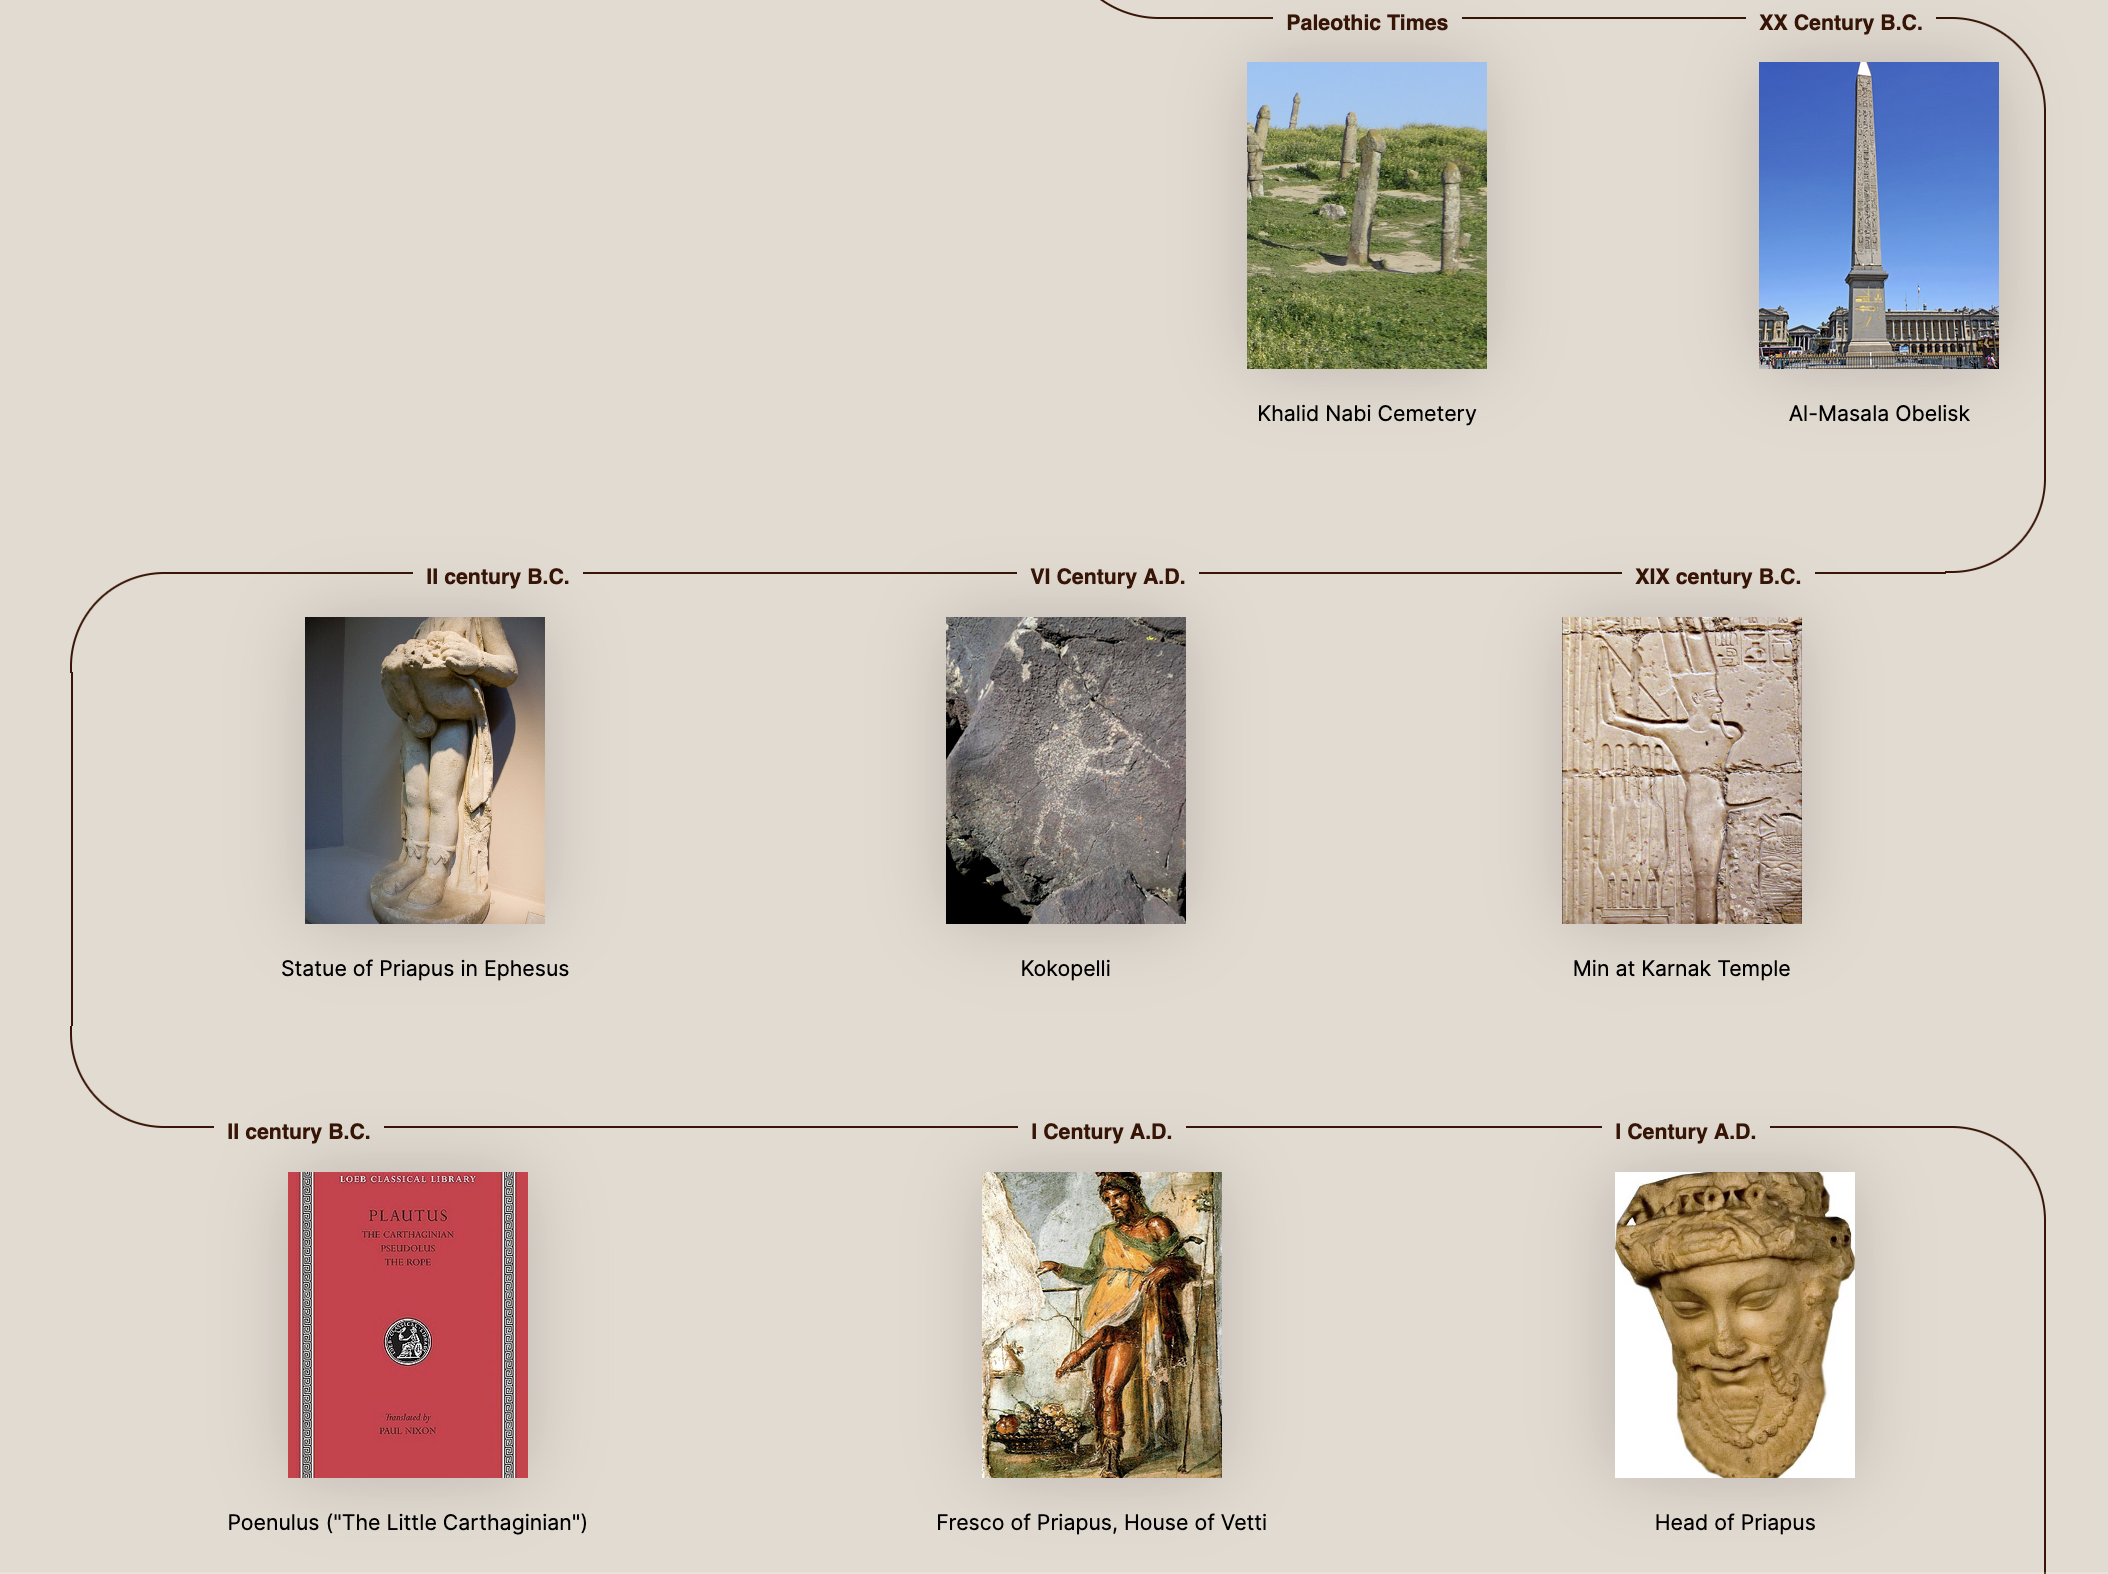 Paleothic Times
XX Century B.C.
Khalid Nabi Cemetery
Al-Masala Obelisk
II century B.C.
VI Century A.D.
XIX century B.C.
Statue of Priapus in Ephesus
Kokopelli
Min at Karnak Temple
II century B.C.
I Century A.D.
I Century A.D.
LOEB CLASSICAL LIBRARY
PLAUTUS
THE CARTHAGINIAN
PSEUDOLUS
THE ROPE
Translated by
PAUL NIXON
Poenulus ("The Little Carthaginian")
Fresco of Priapus, House of Vetti
Head of Priapus